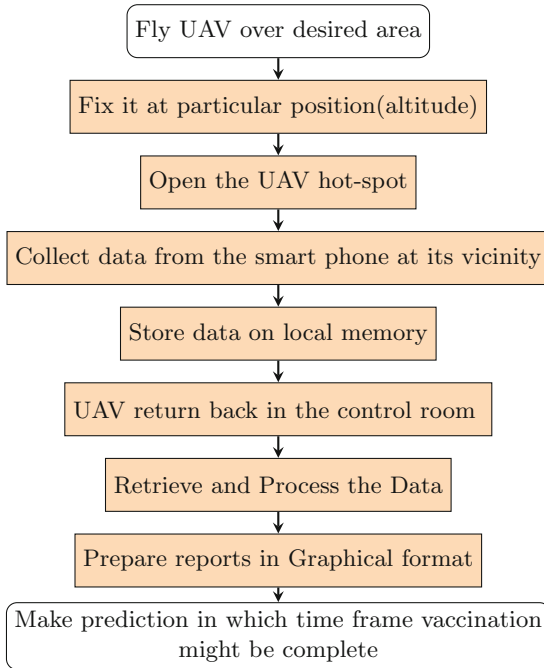 Fly UAV over desired area
Fix it at particular position(altitude)
Open the UAV hot-spot
Collect data from the smart phone at its vicinity
Store data on local memory
UAV return back in the control room
Retrieve and Process the Data
Prepare reports in Graphical format
Make prediction in which time frame vaccination
might be complete